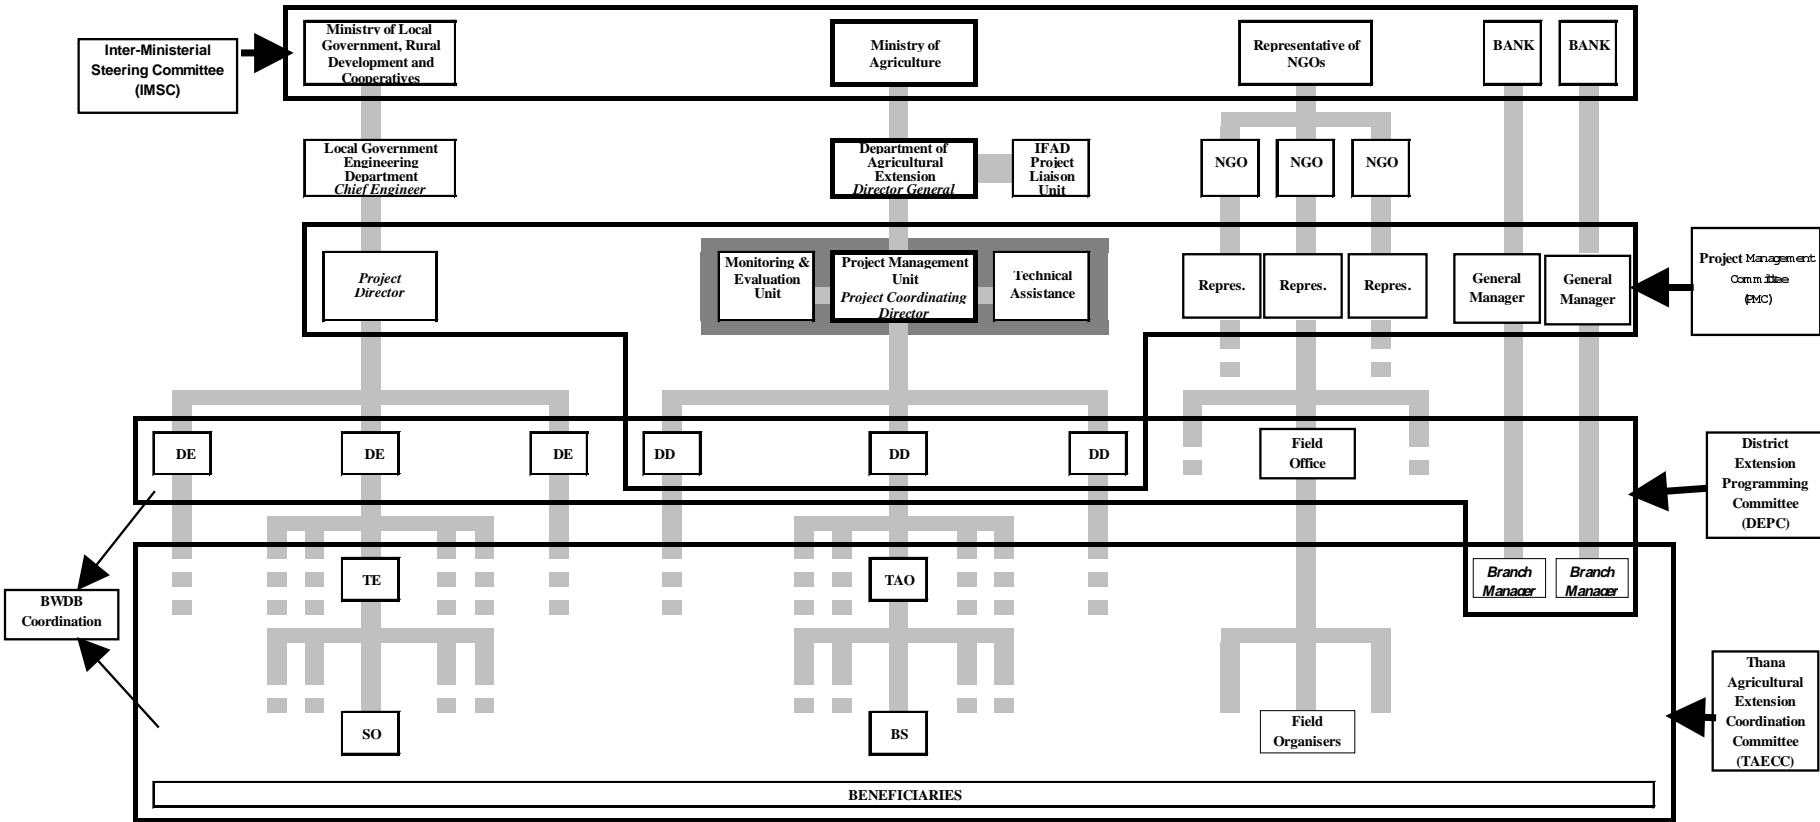 Inter-Ministerial
Steering Committee
(IMSC)
Ministry of Local
Government, Rural
Development and
Cooperatives
Ministry of
Agriculture
Representative of
NGOs
BANK
BANK
Local Government
Engineering
Department
Chief Engineer
Department of
Agricultural
Extension
Director General
IFAD
Project
Liaison
Unit
NGO
NGO
NGO
Project
Director
Monitoring &
Evaluation
Unit
Project Management
Unit
Project Coordinating
Director
Technical
Assistance
Repres.
Repres.
Repres.
General
Manager
General
Manager
Project Management
Committee
(PMC)
DE
DE
DE
DD
DD
DD
Field
Office
District
Extension
Programming
Committee
(DEPC)
TE
TAO
Branch
Manager
Branch
Manager
BWDB
Coordination
SO
BS
Field
Organisers
Thana
Agricultural
Extension
Coordination
Committee
(TAECC)
BENEFICIARIES